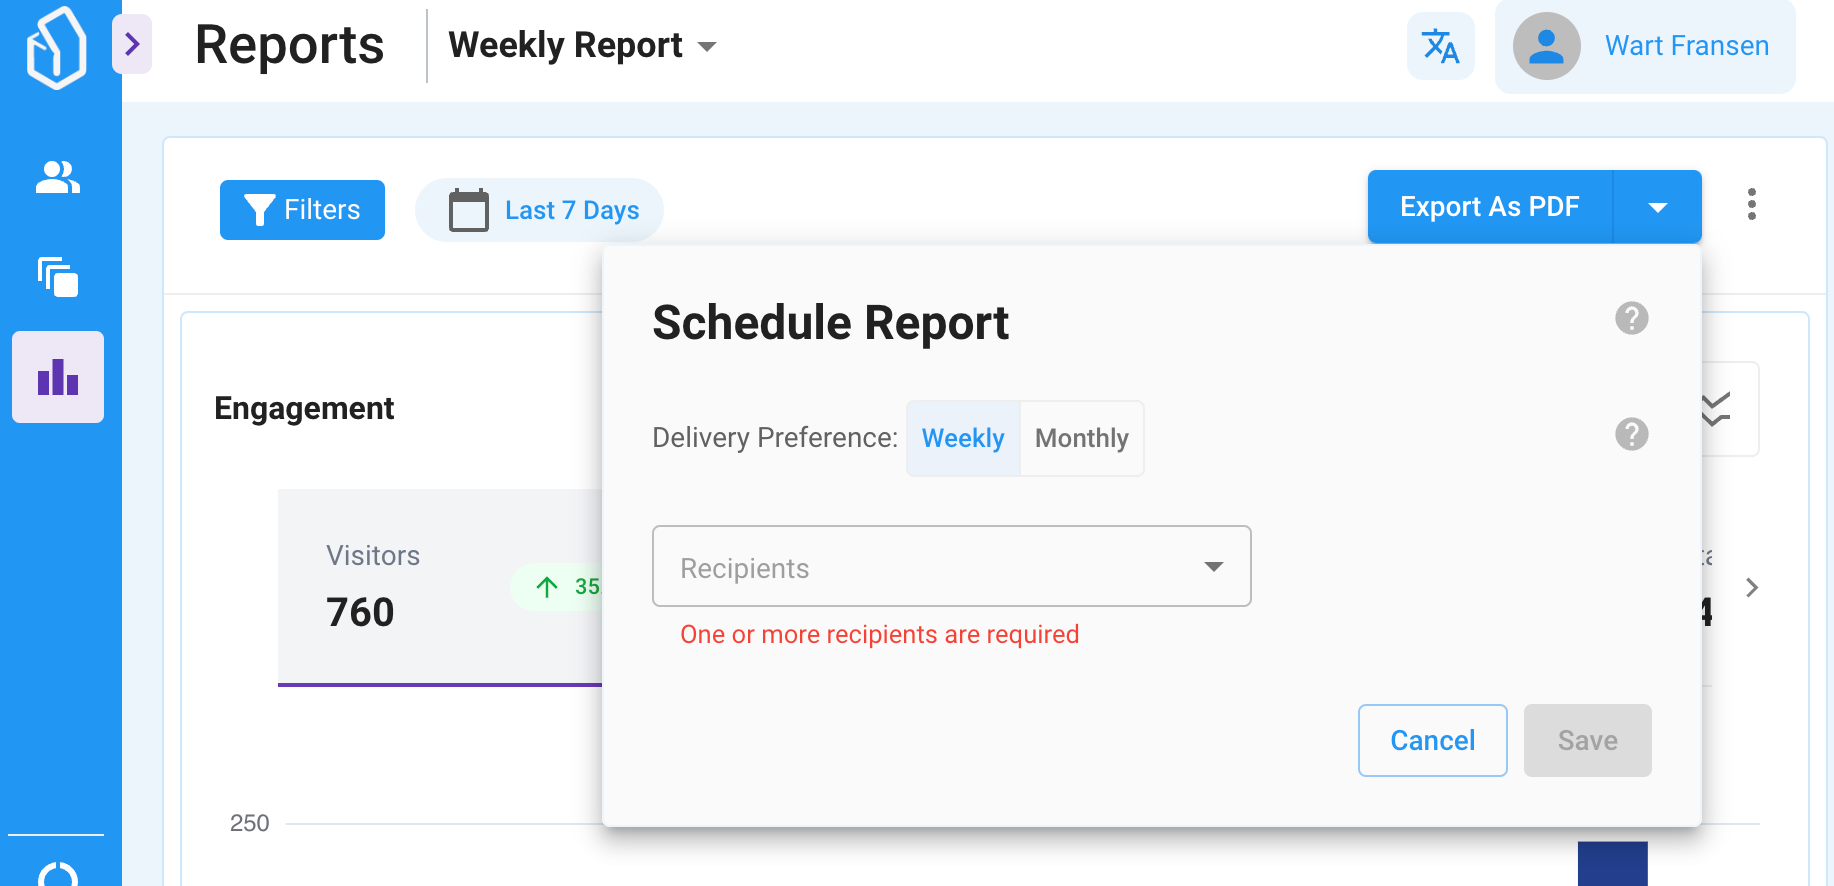 Reports
Weekly Report
Wart Fransen
Filters
Last 7 Days
Export As PDF
Schedule Report
Engagement
Delivery Preference: Weekly Monthly
Visitors
760
35
Recipients
4
One or more recipients are required
Cancel
Save
250